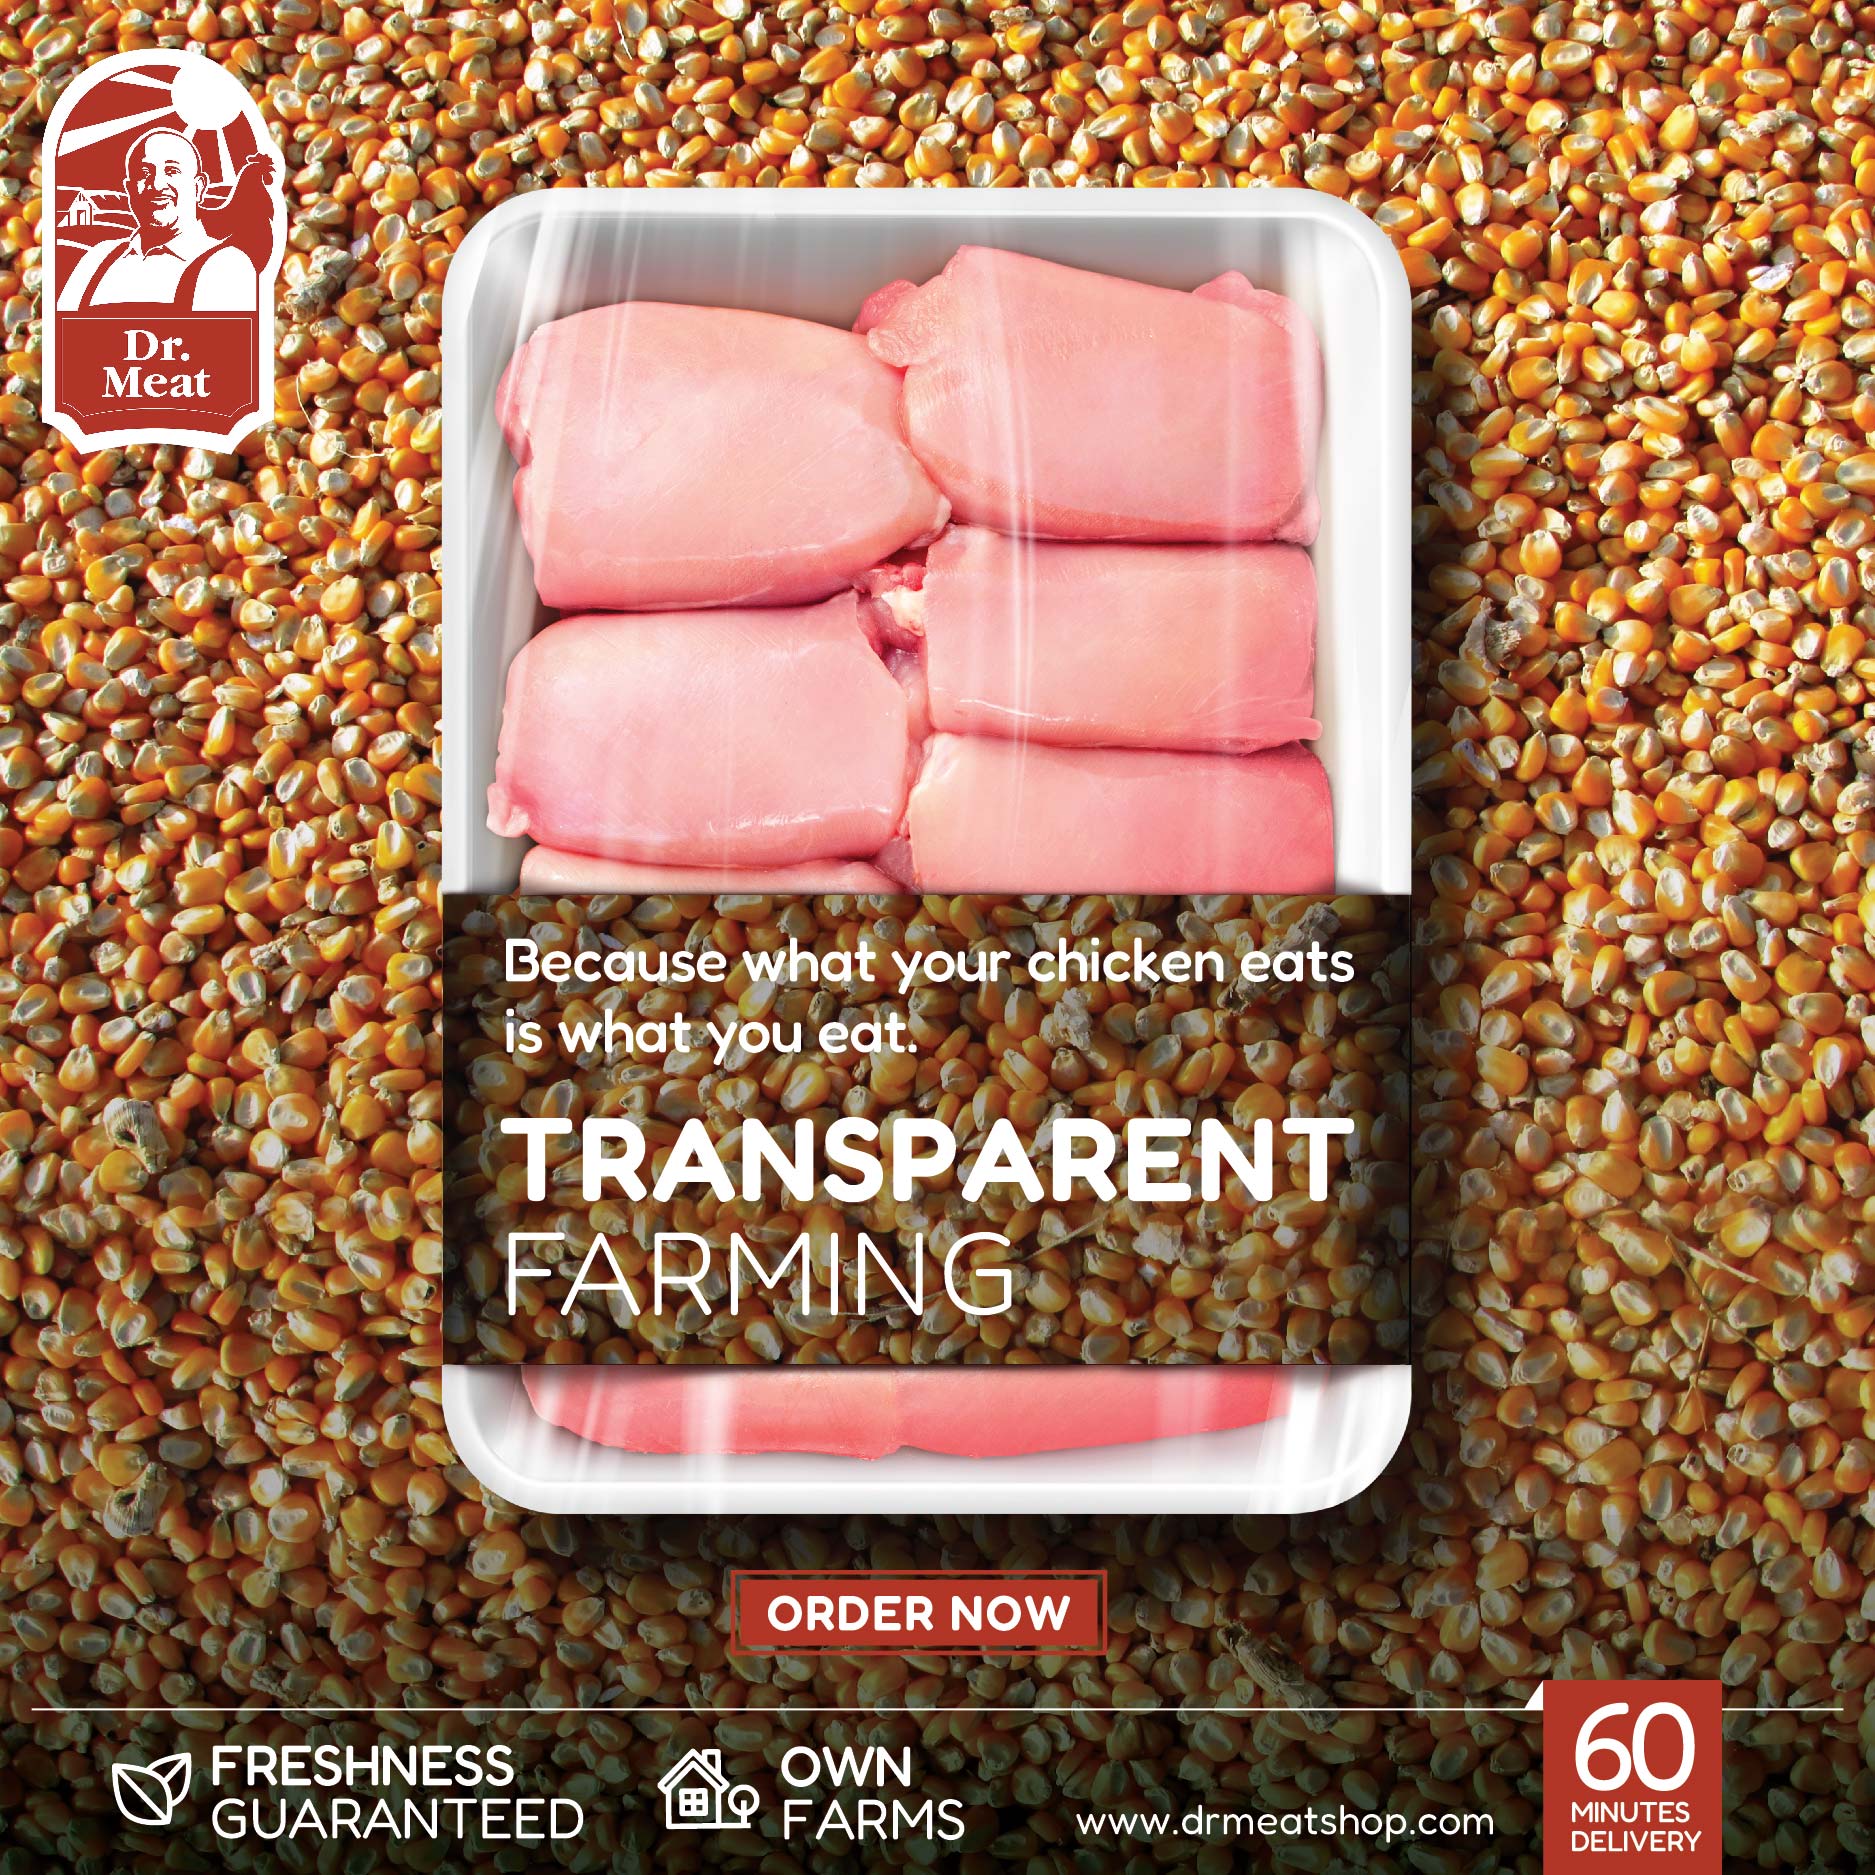 Dr.
Meat
Because what your chicken eats
is what you eat.
TRANSPARENT
FARMING
ORDER NOW
FRESHNESS
GUARANTEED
OWN
FARMS
www.drmeatshop.com
60
MINUTES
DELIVERY